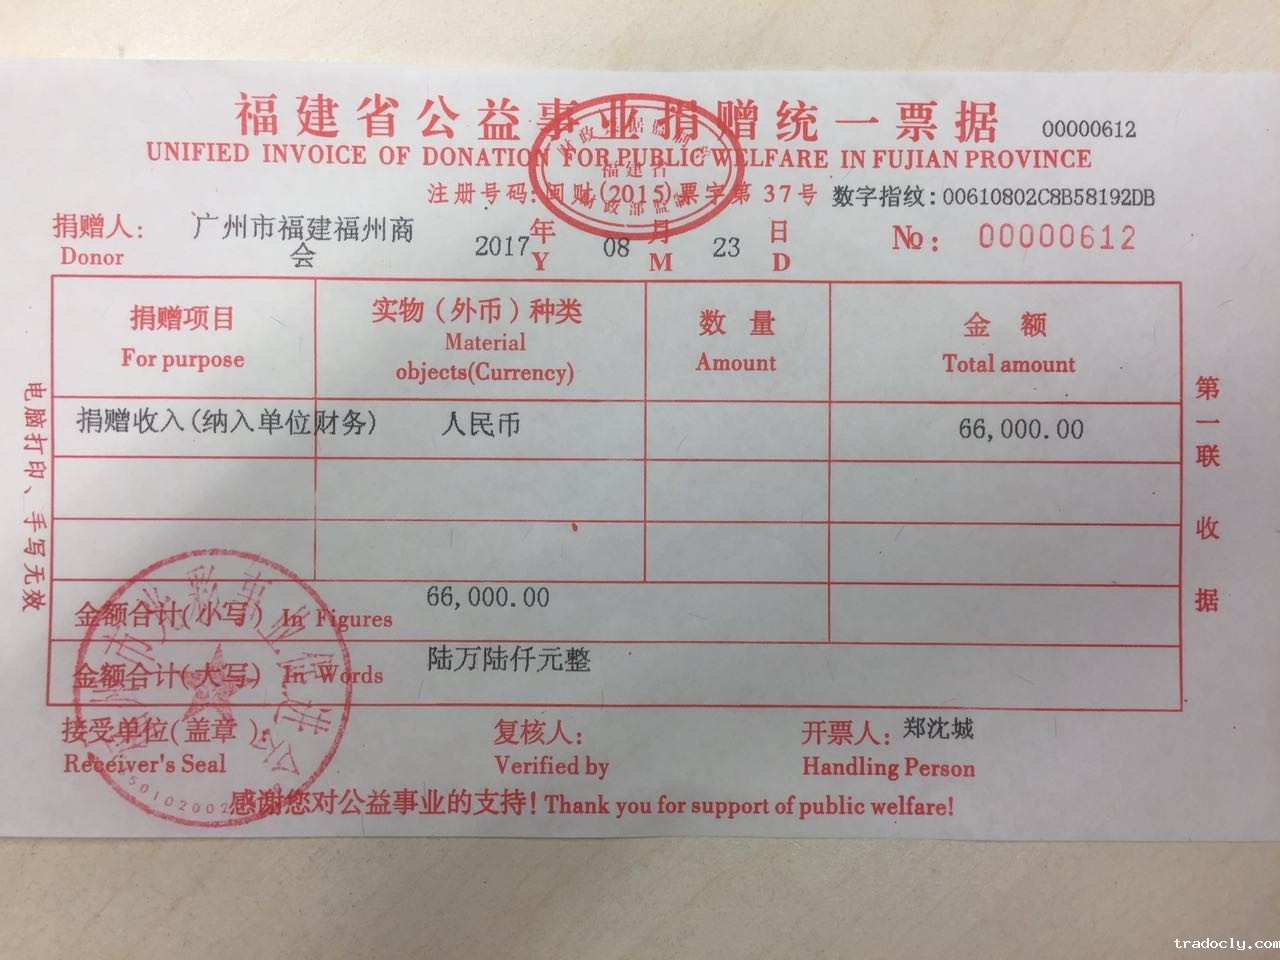 福建省公益事业捐赠统一票据 00000612
UNIFIED INVOICE OF DONATION FOR PUBLIC WELFARE IN FUJIAN PROVINCE
注册号码:国财(2015)票字第37号 数字指纹:00610802C8B58192DB
捐赠人: 广州市福建福州商会
Donor
2017 年 08 月 23 日
Y M D
№: 00000612
捐赠项目 实物(外币)种类 数 量 金 额
For purpose Material objects(Currency) Amount Total amount
捐赠收入(纳入单位财务) 人民币 66,000.00
金额合计(小写) In Figures 66,000.00
金额合计(大写) In Words 陆万陆仟元整
接受单位(盖章): 复核人: 开票人: 郑沈城
Receiver's Seal Verified by Handling Person
感谢您对公益事业的支持! Thank you for support of public welfare!
电脑打印、手写无效
第一联 收据
福建省
财政部监制
tradocly.com